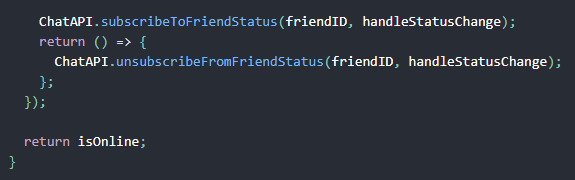 ChatAPI.subscribeToFriendStatus(friendID, handleStatusChange);
return () => {
ChatAPI.unsubscribeFromFriendStatus(friendID, handleStatusChange);
};
});
return isOnline;
}